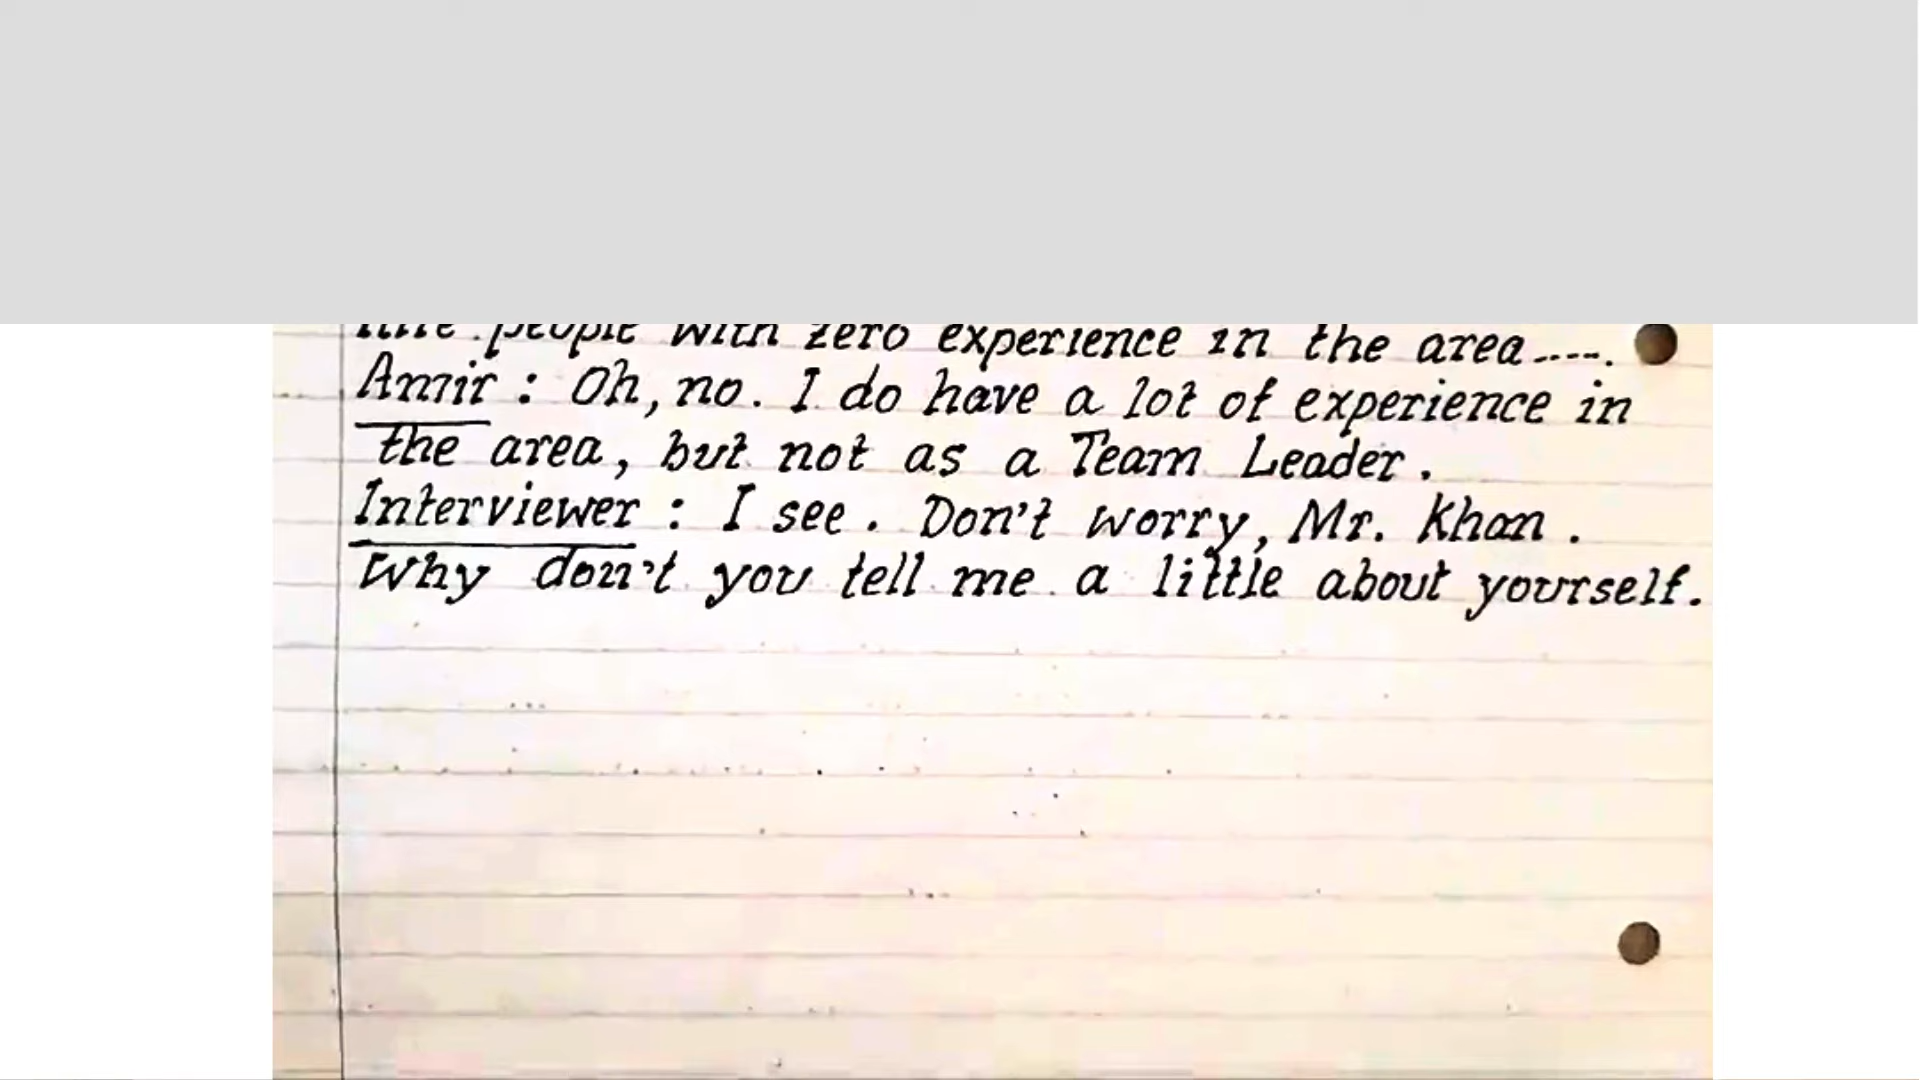 people with zero experience in the area-----.
Amir : Oh, no. I do have a lot of experience in
the area, but not as a Team Leader.
Interviewer : I see. Don't worry, Mr. Khan.
Why don't you tell me a little about yourself.